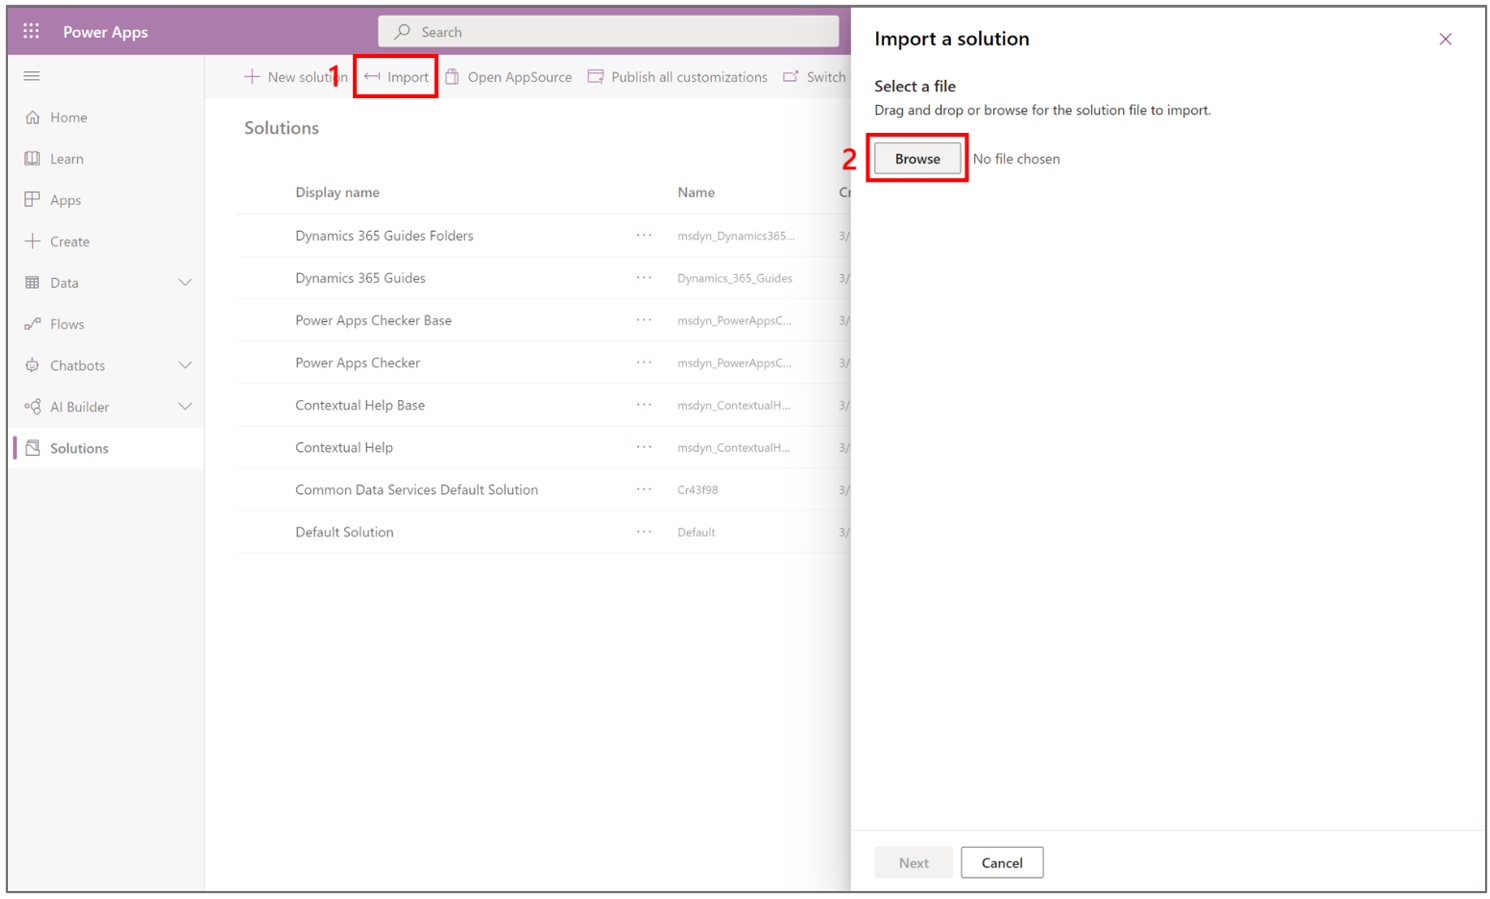 Power Apps
Search
New solution
1
Import
Open AppSource
Publish all customizations
Switch
Home
Learn
Apps
Create
Data
Flows
Chatbots
AI Builder
Solutions
Solutions
Display name Name Cr
Dynamics 365 Guides Folders ··· msdyn_Dynamics365... 3/
Dynamics 365 Guides ··· Dynamics_365_Guides 3/
Power Apps Checker Base ··· msdyn_PowerAppsC... 3/
Power Apps Checker ··· msdyn_PowerAppsC... 3/
Contextual Help Base ··· msdyn_ContextualH... 3/
Contextual Help ··· msdyn_ContextualH... 3/
Common Data Services Default Solution ··· Cr43f98 3/
Default Solution ··· Default 3/
Import a solution
Select a file
Drag and drop or browse for the solution file to import.
2
Browse No file chosen
Next Cancel